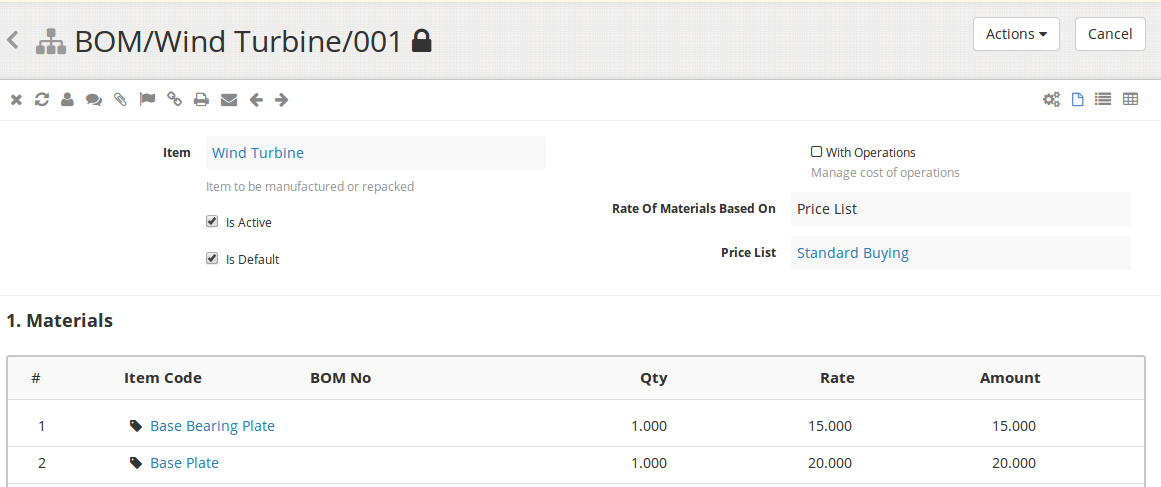 BOM/Wind Turbine/001
Actions
Cancel
Item
Wind Turbine
Item to be manufactured or repacked
Is Active
Is Default
With Operations
Manage cost of operations
Rate Of Materials Based On
Price List
Price List
Standard Buying
1. Materials
# Item Code BOM No Qty Rate Amount
1 Base Bearing Plate 1.000 15.000 15.000
2 Base Plate 1.000 20.000 20.000